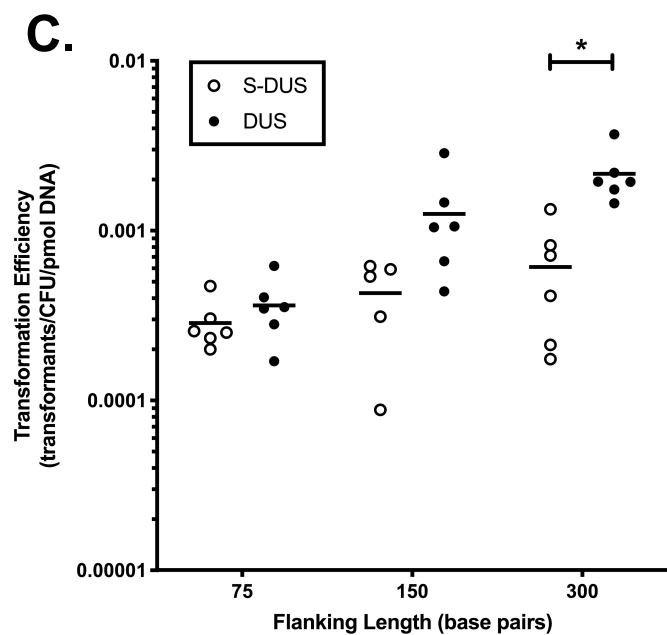 C.
*
S-DUS
DUS
Transformation Efficiency
(transformants/CFU/pmol DNA)
0.01
0.001
0.0001
0.00001
75
150
300
Flanking Length (base pairs)